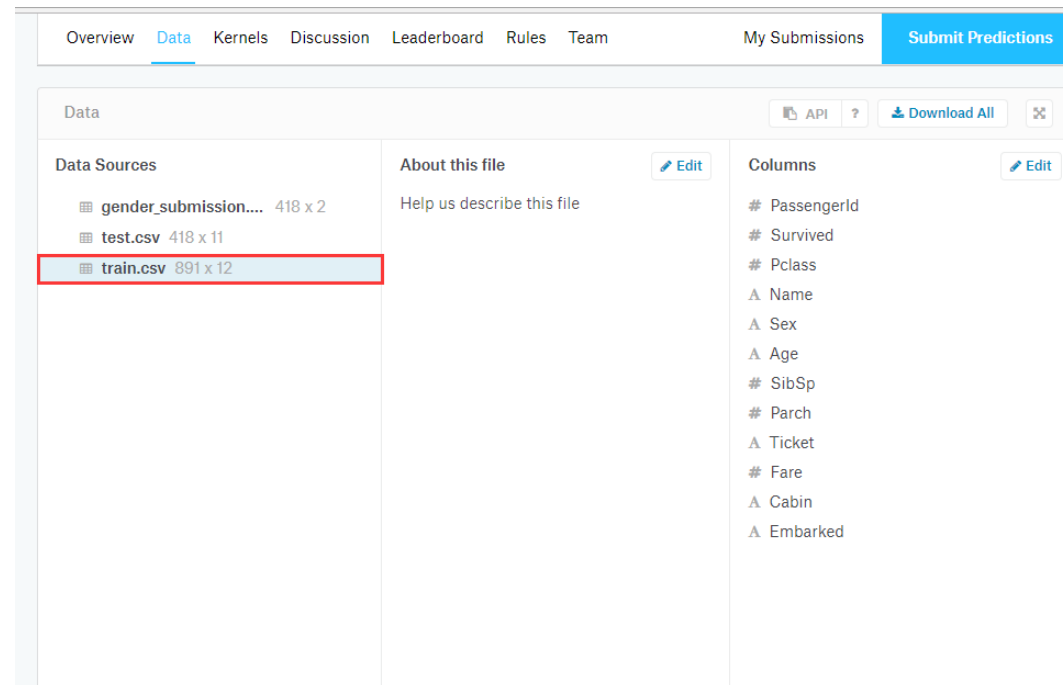 Overview Data Kernels Discussion Leaderboard Rules Team My Submissions Submit Predictions
Data API ? Download All
Data Sources
gender_submission.... 418 x 2
test.csv 418 x 11
train.csv 891 x 12
About this file Edit
Help us describe this file
Columns Edit
# PassengerId
# Survived
# Pclass
A Name
A Sex
A Age
# SibSp
# Parch
A Ticket
# Fare
A Cabin
A Embarked